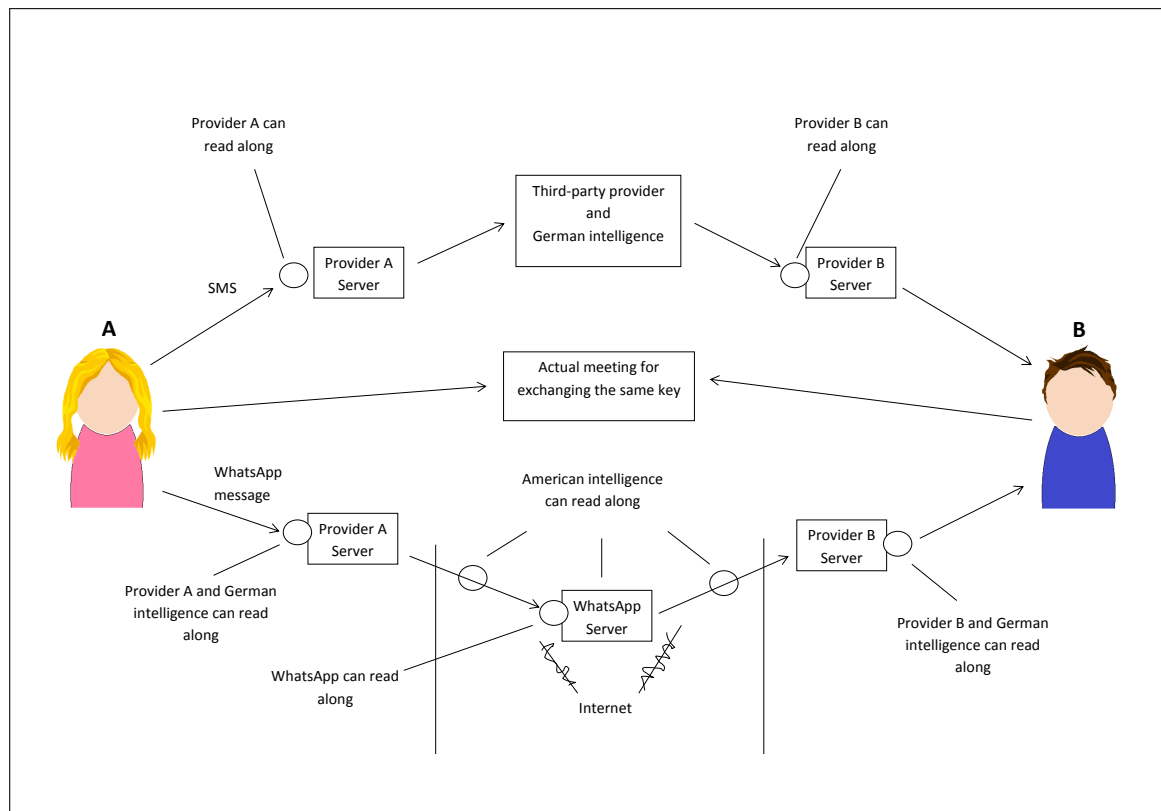 Provider A can
read along
Provider B can
read along
Third-party provider
and
German intelligence
Provider A
Server
Provider B
Server
SMS
A
B
Actual meeting for
exchanging the same key
WhatsApp
message
American intelligence
can read along
Provider A
Server
Provider B
Server
Provider A and German
intelligence can read
along
WhatsApp
Server
Provider B and German
intelligence can read
along
WhatsApp can read
along
Internet